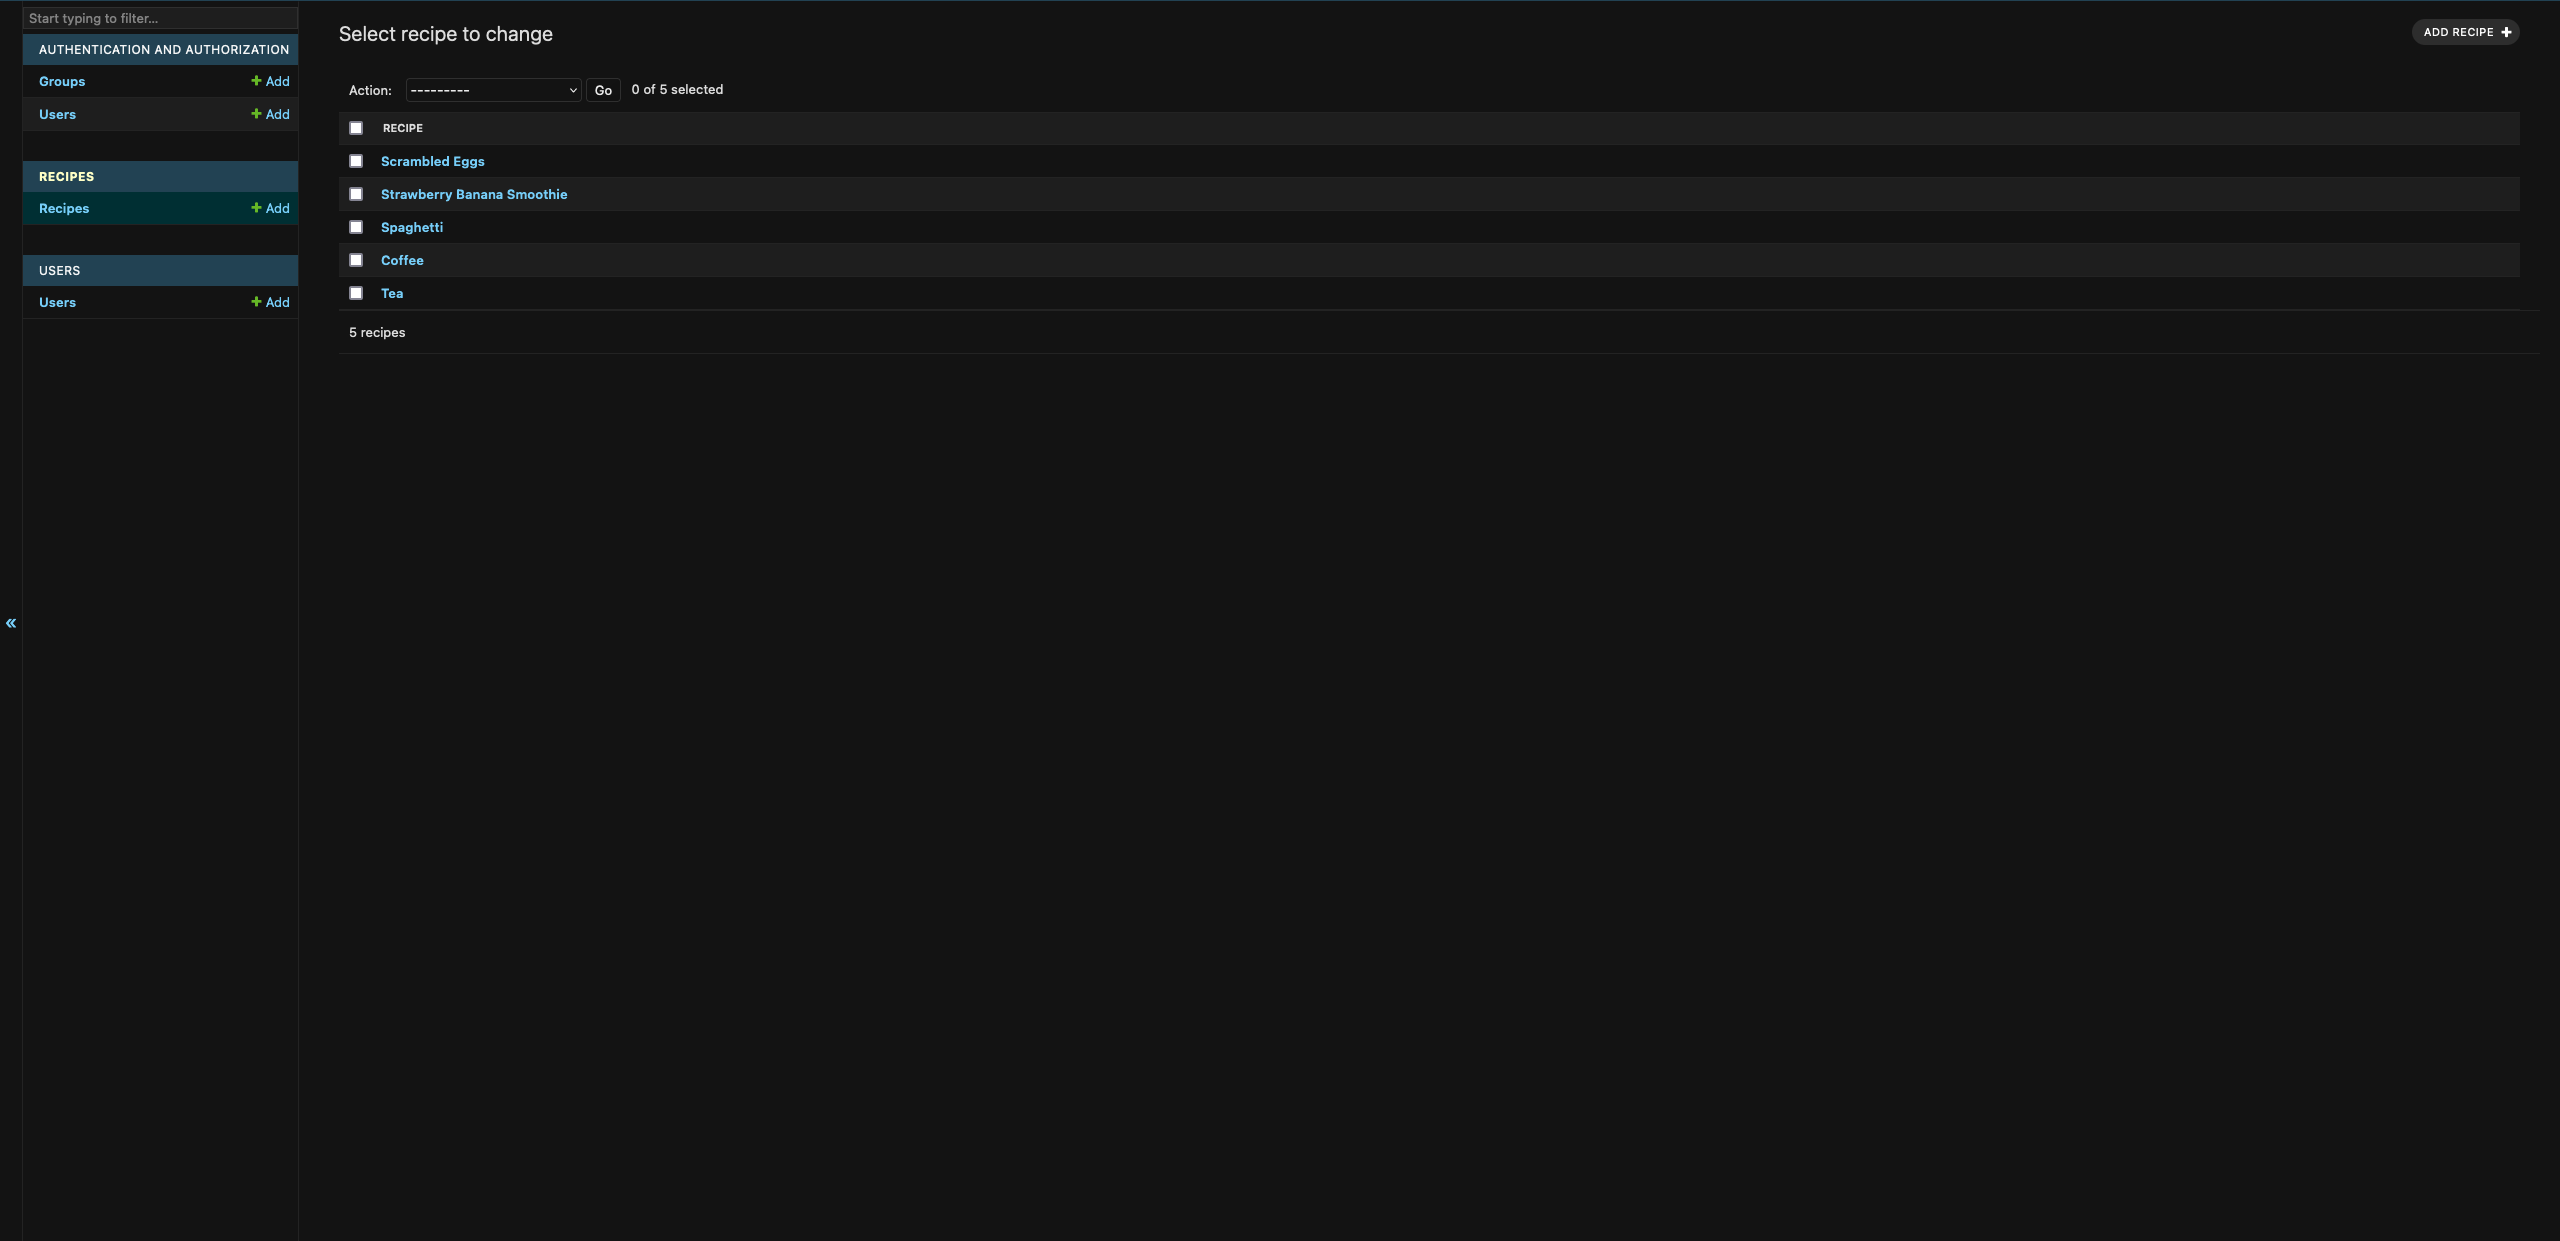 Start typing to filter...
AUTHENTICATION AND AUTHORIZATION
Groups + Add
Users + Add
RECIPES
Recipes + Add
USERS
Users + Add
«
Select recipe to change
ADD RECIPE +
Action: --------- Go 0 of 5 selected
RECIPE
Scrambled Eggs
Strawberry Banana Smoothie
Spaghetti
Coffee
Tea
5 recipes